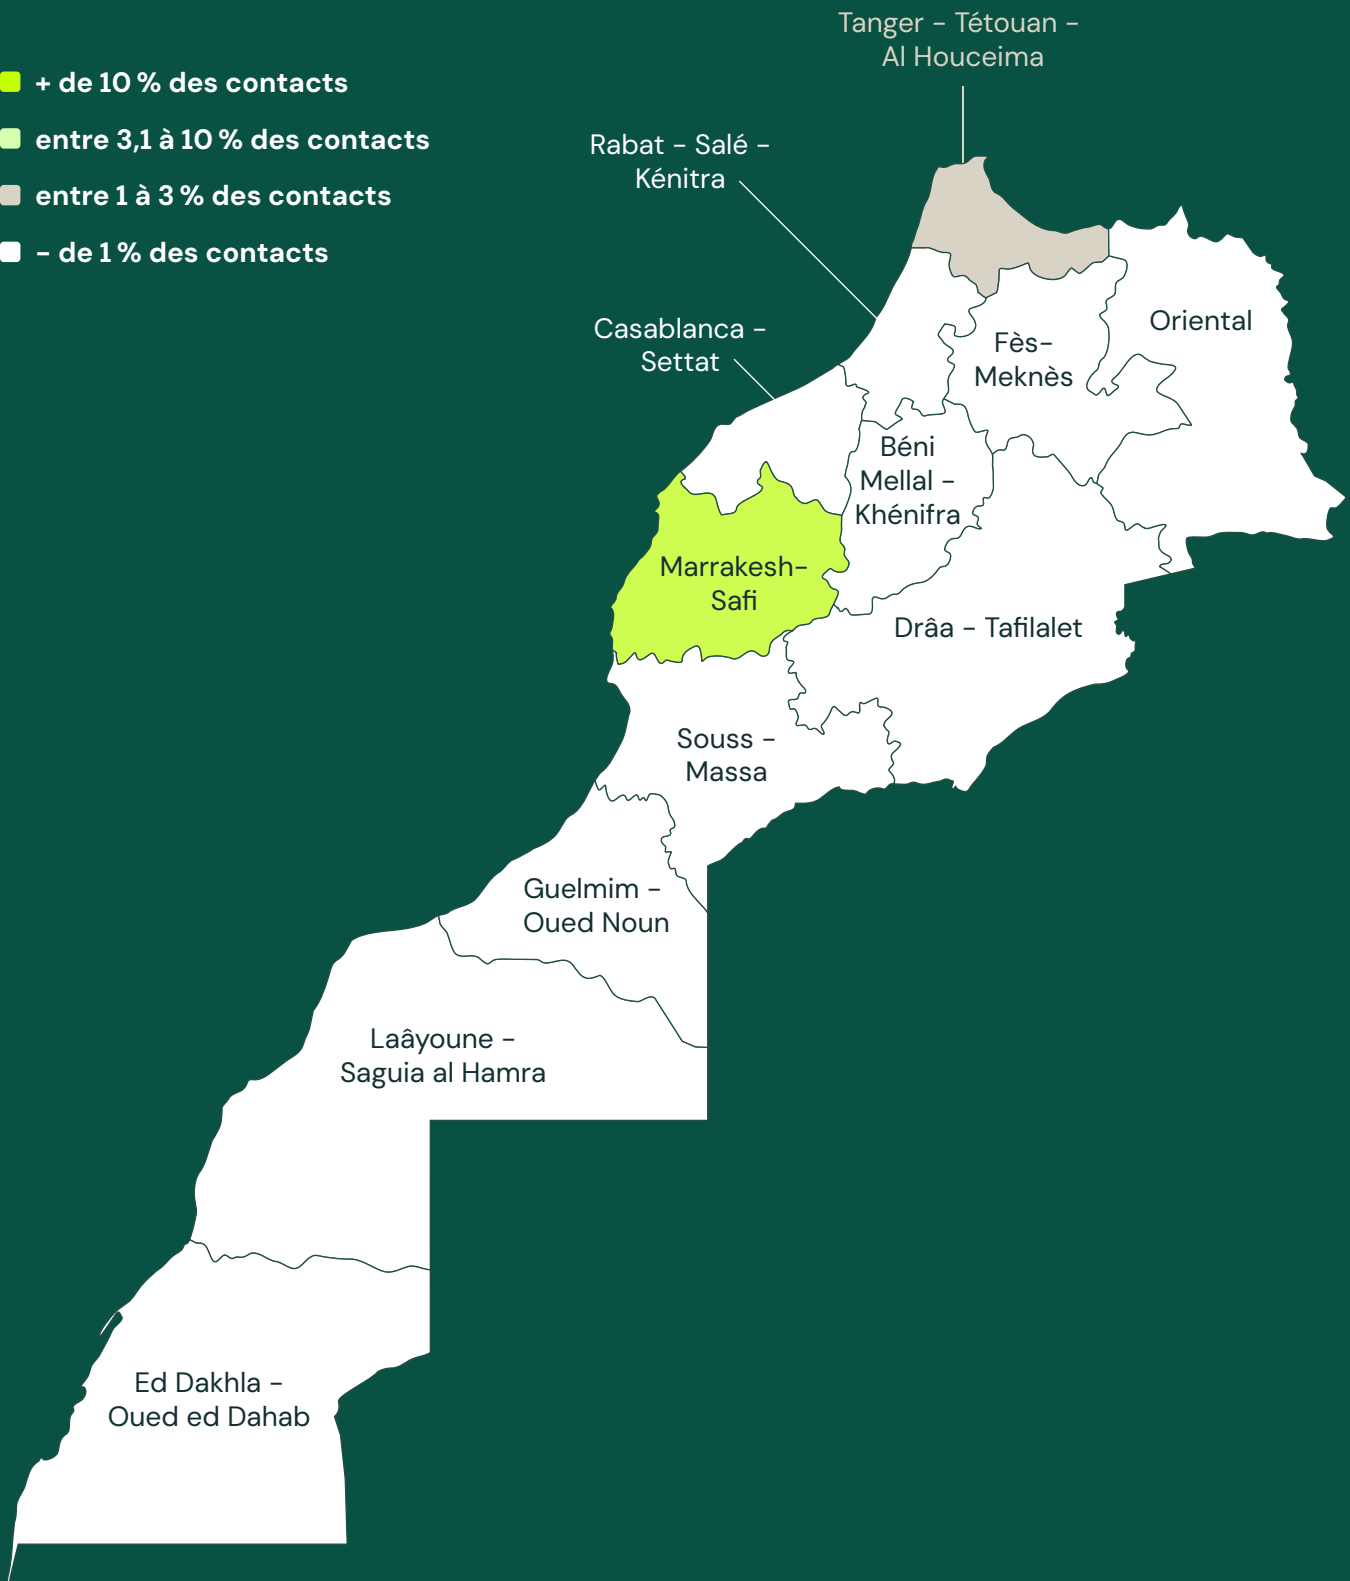 Tanger - Tétouan -
Al Houceima
+ de 10 % des contacts
entre 3,1 à 10 % des contacts
entre 1 à 3 % des contacts
- de 1 % des contacts
Rabat - Salé -
Kénitra
Casablanca -
Settat
Oriental
Fès-
Meknès
Béni
Mellal -
Khénifra
Marrakesh-
Safi
Drâa - Tafilalet
Souss -
Massa
Guelmim -
Oued Noun
Laâyoune -
Saguia al Hamra
Ed Dakhla -
Oued ed Dahab